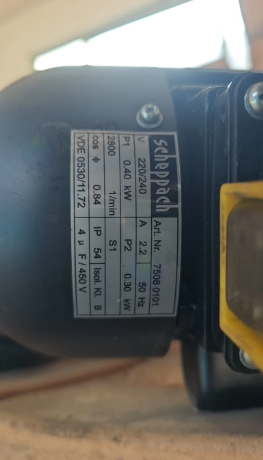 scheppach Art. Nr. 7508 0101
V 220/240 A 2.2 50 Hz
P1 0.40 kW P2 0.30 kW
2800 1/min S1
cos ϕ 0.84 IP 54 Isol. Kl.
VDE 0530/11.72 4 µ F / 450 V